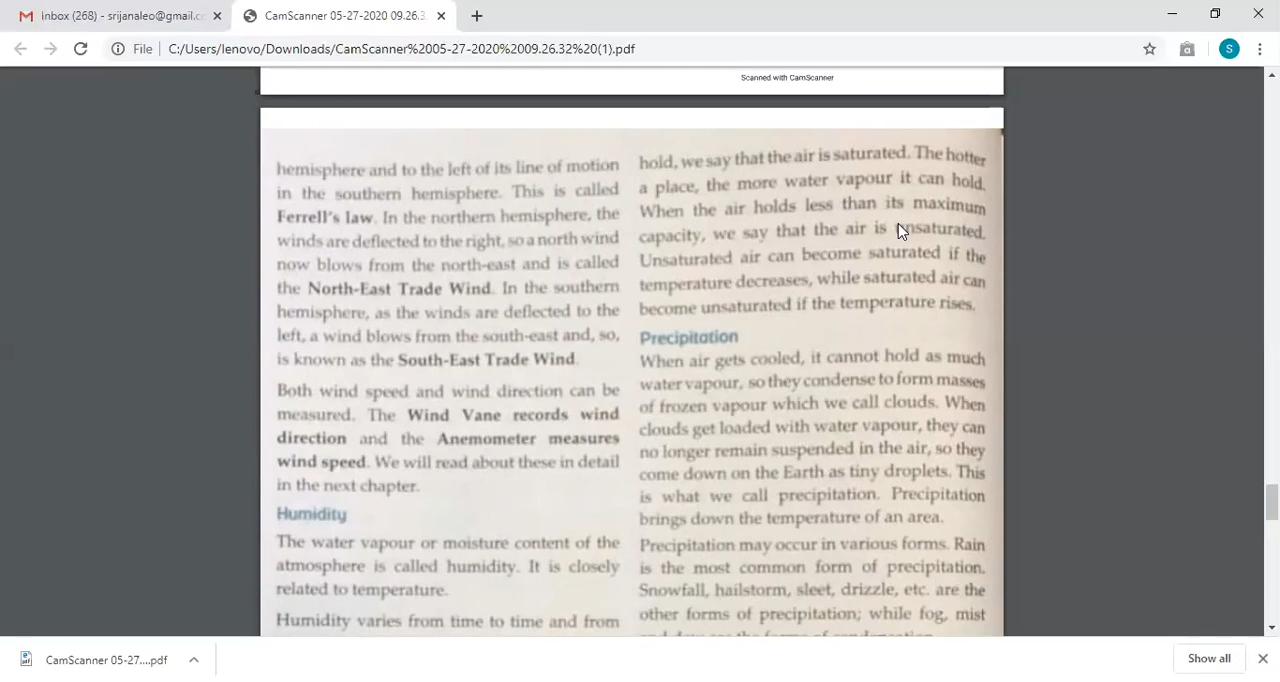 inbox (268) - srijanaleo@gmail.co
CamScanner 05-27-2020 09.26.3
File
C:/Users/lenovo/Downloads/CamScanner%2005-27-2020%2009.26.32%20(1).pdf
S
Scanned with CamScanner
hemisphere and to the left of its line of motion
in the southern hemisphere. This is called
Ferrell's law. In the northern hemisphere, the
winds are deflected to the right, so a north wind
now blows from the north-east and is called
the North-East Trade Wind. In the southern
hemisphere, as the winds are deflected to the
left, a wind blows from the south-east and, so,
is known as the South-East Trade Wind.
Both wind speed and wind direction can be
measured. The Wind Vane records wind
direction and the Anemometer measures
wind speed. We will read about these in detail
in the next chapter.
Humidity
The water vapour or moisture content of the
atmosphere is called humidity. It is closely
related to temperature.
Humidity varies from time to time and from
hold, we say that the air is saturated. The hotter
a place, the more water vapour it can hold.
When the air holds less than its maximum
capacity, we say that the air is unsaturated.
Unsaturated air can become saturated if the
temperature decreases, while saturated air can
become unsaturated if the temperature rises.
Precipitation
When air gets cooled, it cannot hold as much
water vapour, so they condense to form masses
of frozen vapour which we call clouds. When
clouds get loaded with water vapour, they can
no longer remain suspended in the air, so they
come down on the Earth as tiny droplets. This
is what we call precipitation. Precipitation
brings down the temperature of an area.
Precipitation may occur in various forms. Rain
is the most common form of precipitation.
Snowfall, hailstorm, sleet, drizzle, etc. are the
other forms of precipitation; while fog, mist
CamScanner 05-27....pdf
Show all